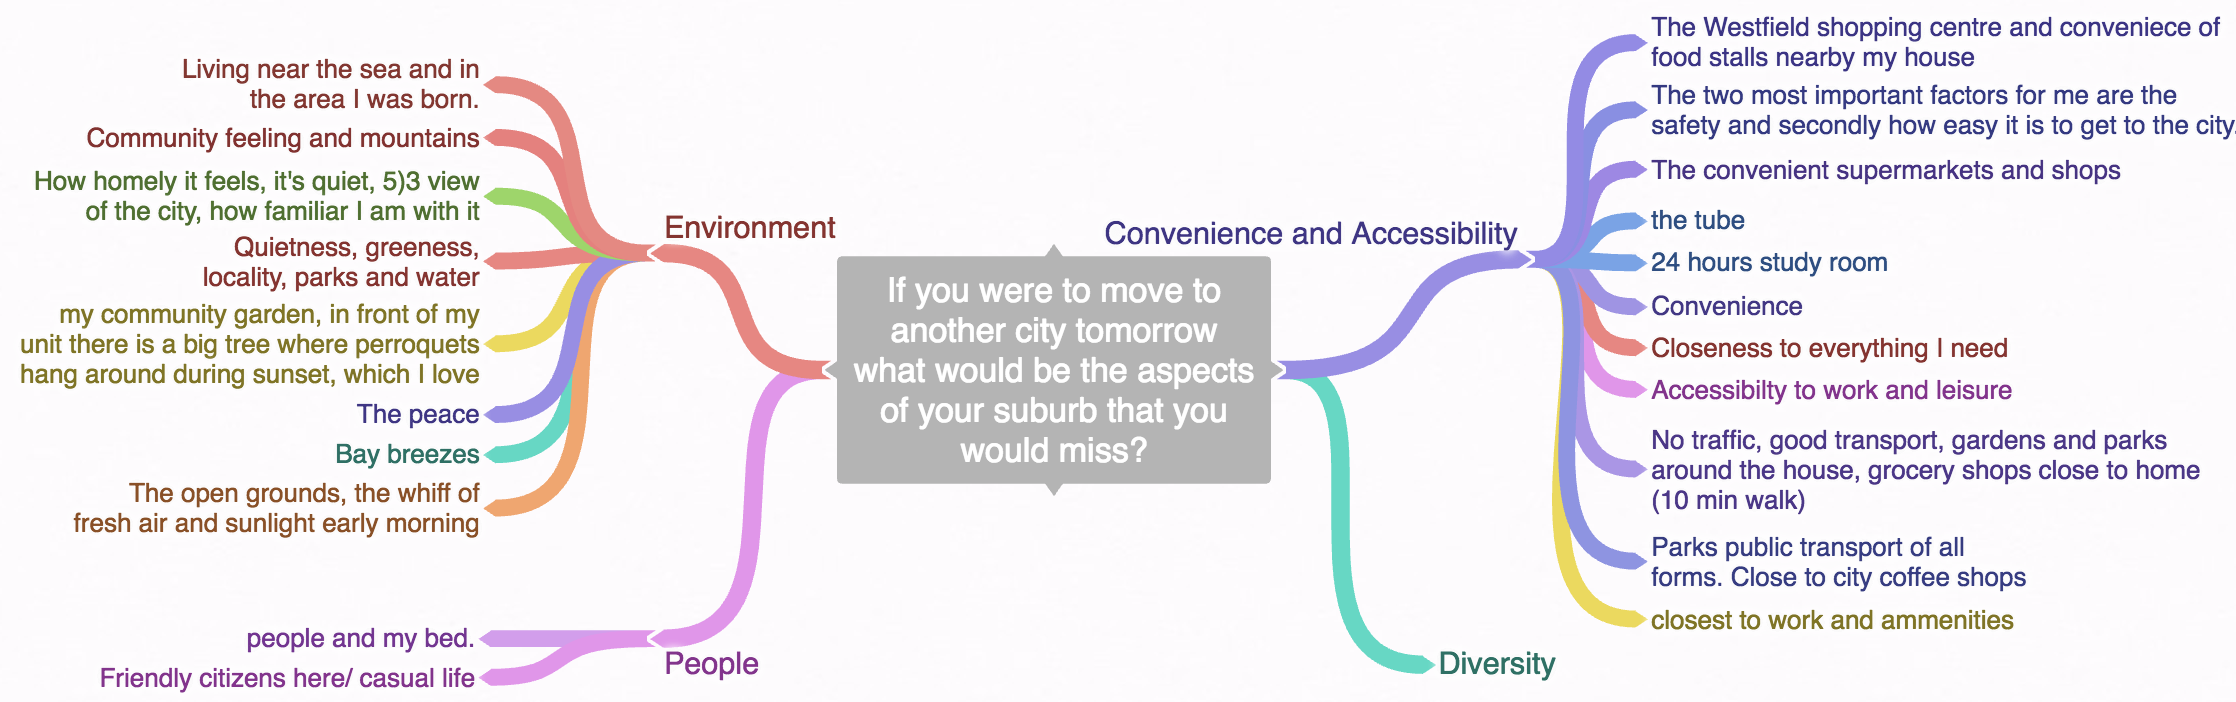 If you were to move to
another city tomorrow
what would be the aspects
of your suburb that you
would miss?
Environment
Living near the sea and in
the area I was born.
Community feeling and mountains
How homely it feels, it's quiet, 5)3 view
of the city, how familiar I am with it
Quietness, greeness,
locality, parks and water
my community garden, in front of my
unit there is a big tree where perroquets
hang around during sunset, which I love
The peace
Bay breezes
The open grounds, the whiff of
fresh air and sunlight early morning
People
people and my bed.
Friendly citizens here/ casual life
Convenience and Accessibility
The Westfield shopping centre and conveniece of
food stalls nearby my house
The two most important factors for me are the
safety and secondly how easy it is to get to the city.
The convenient supermarkets and shops
the tube
24 hours study room
Convenience
Closeness to everything I need
Accessibilty to work and leisure
No traffic, good transport, gardens and parks
around the house, grocery shops close to home
(10 min walk)
Parks public transport of all
forms. Close to city coffee shops
closest to work and ammenities
Diversity